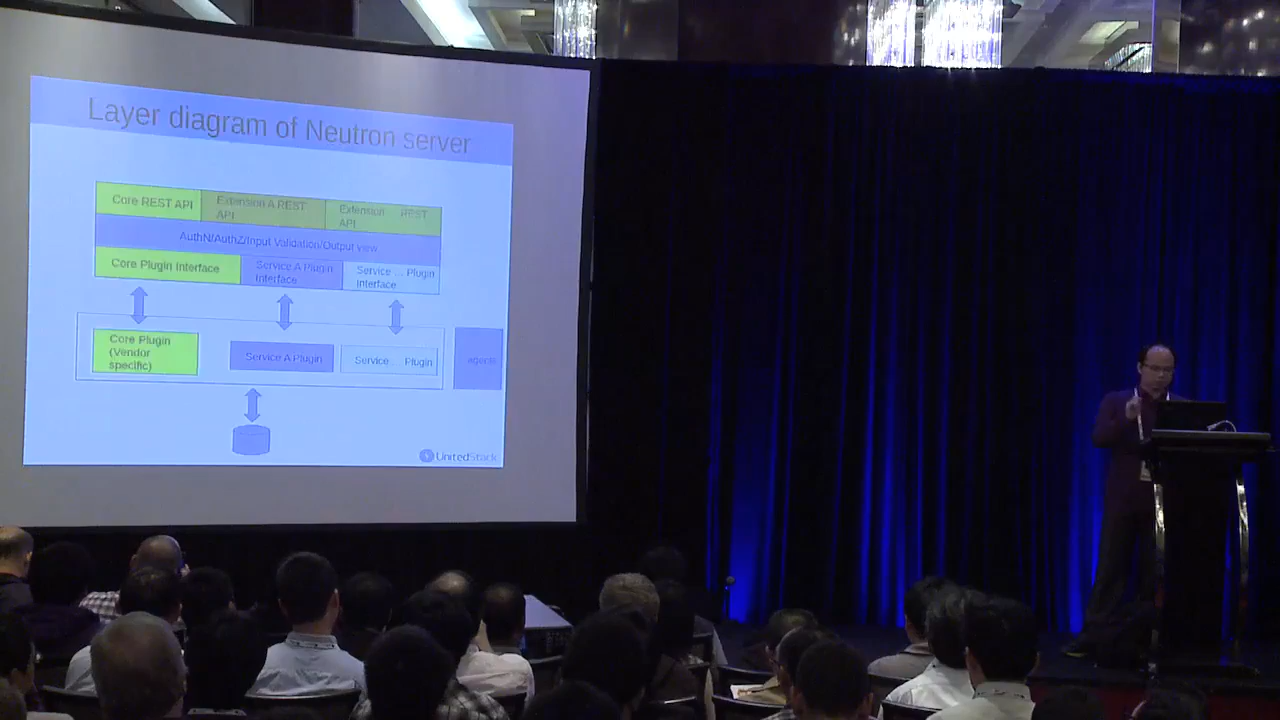 Layer diagram of Neutron server
Core REST API
Extension A REST
API
Extension ... REST
API
AuthN/AuthZ/Input Validation/Output view
Core Plugin Interface
Service A Plugin
Interface
Service ... Plugin
Interface
Core Plugin
(Vendor
specific)
Service A Plugin
Service... Plugin
agents
UnitedStack